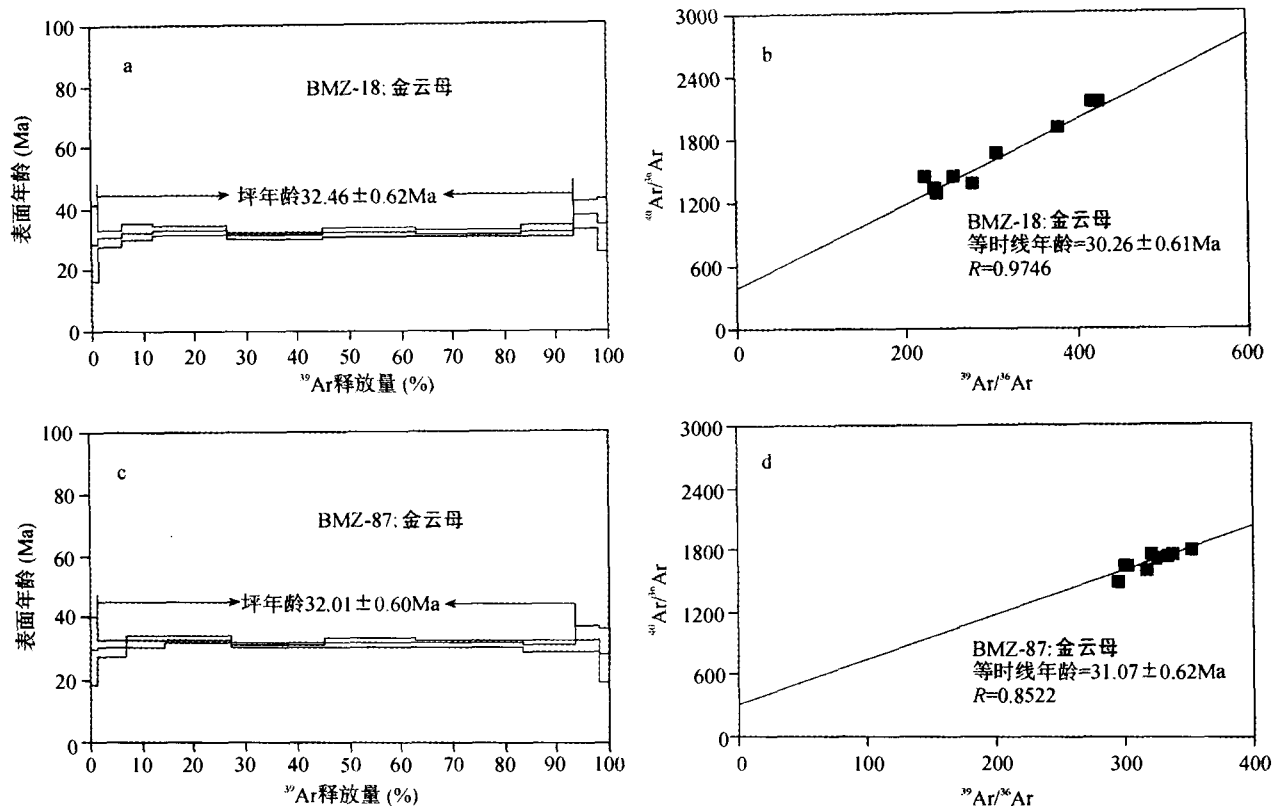 a
BMZ-18: 金云母
坪年龄32.46±0.62Ma
表面年龄 (Ma)
100
80
60
40
20
0
0 10 20 30 40 50 60 70 80 90 100
³⁹Ar释放量 (%)
b
3000
2400
1800
1200
600
0
⁴⁰Ar/³⁶Ar
BMZ-18: 金云母
等时线年龄=30.26±0.61Ma
R=0.9746
0 200 400 600
³⁹Ar/³⁶Ar
c
BMZ-87: 金云母
坪年龄32.01±0.60Ma
表面年龄 (Ma)
100
80
60
40
20
0
0 10 20 30 40 50 60 70 80 90 100
³⁹Ar释放量 (%)
d
3000
2400
1800
1200
600
0
⁴⁰Ar/³⁶Ar
BMZ-87: 金云母
等时线年龄=31.07±0.62Ma
R=0.8522
0 100 200 300 400
³⁹Ar/³⁶Ar